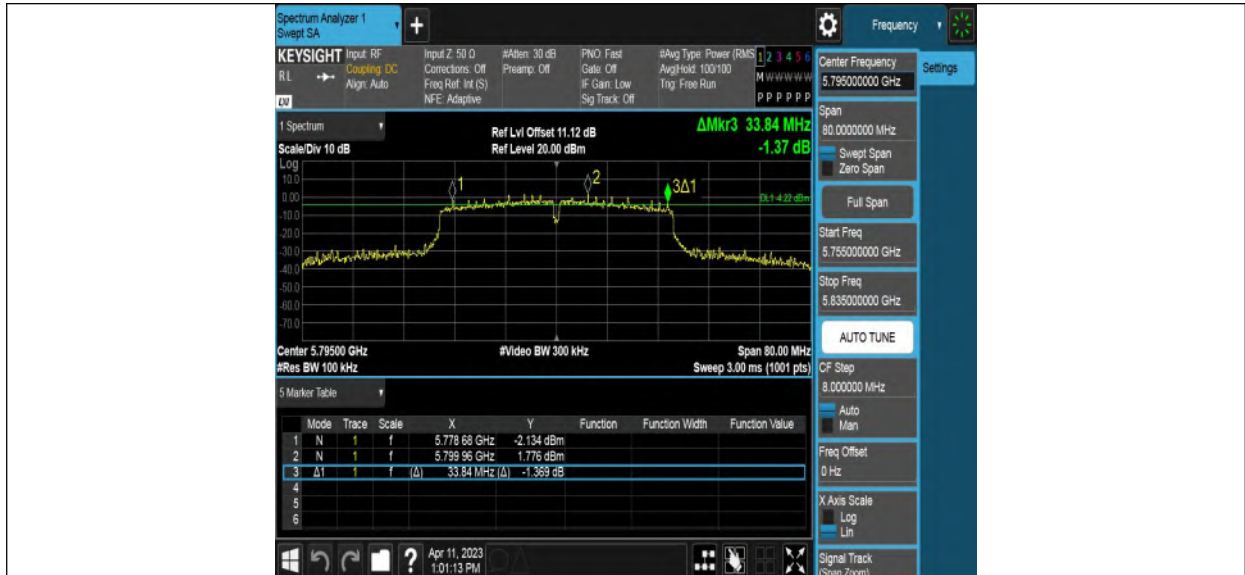 Spectrum Analyzer 1
Swept SA
+
Frequency
KEYSIGHT Input: RF Input Z: 50 Ω #Atten: 30 dB PNO: Fast #Avg Type: Power (RMS 1 2 3 4 5 6
RL Coupling: DC Corrections: Off Preamp: Off Gate: Off Avg|Hold: 100/100 M W W W W W
Align: Auto Freq Ref: Int (S) IF Gain: Low Trig: Free Run
NFE: Adaptive Sig Track: Off P P P P P P
1 Spectrum
Ref Lvl Offset 11.12 dB
ΔMkr3 33.84 MHz
Scale/Div 10 dB
Ref Level 20.00 dBm
-1.37 dB
Log
10.0
0.00
-10.0
-20.0
-30.0
-40.0
-50.0
-60.0
-70.0
1
2
3Δ1
DL1 -4.22 dBm
Center 5.79500 GHz #Video BW 300 kHz Span 80.00 MHz
#Res BW 100 kHz Sweep 3.00 ms (1001 pts)
5 Marker Table
Mode Trace Scale X Y Function Function Width Function Value
1 N 1 f 5.778 68 GHz -2.134 dBm
2 N 1 f 5.799 96 GHz 1.776 dBm
3 Δ1 1 f (Δ) 33.84 MHz (Δ) -1.369 dB
4
5
6
? Apr 11, 2023
1:01:13 PM
Center Frequency
5.795000000 GHz
Settings
Span
80.0000000 MHz
Swept Span
Zero Span
Full Span
Start Freq
5.755000000 GHz
Stop Freq
5.835000000 GHz
AUTO TUNE
CF Step
8.000000 MHz
Auto
Man
Freq Offset
0 Hz
X Axis Scale
Log
Lin
Signal Track
(Span Zoom)